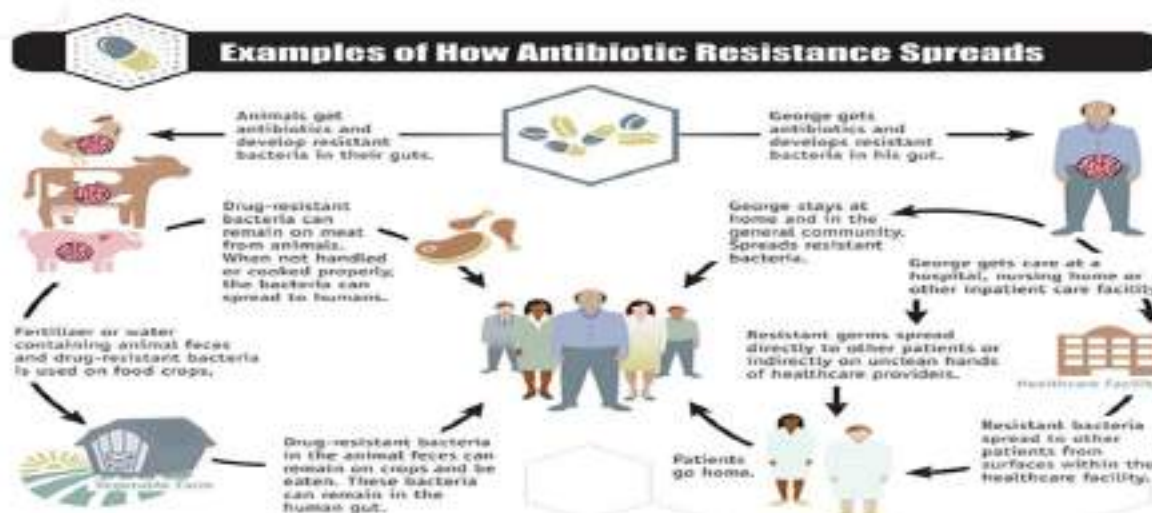 Examples of How Antibiotic Resistance Spreads
Animals get
antibiotics and
develop resistant
bacteria in their guts.
George gets
antibiotics and
develops resistant
bacteria in his gut.
Drug-resistant
bacteria can
remain on meat
from animals.
When not handled
or cooked properly,
the bacteria can
spread to humans.
George stays at
home and in the
general community.
Spreads resistant
bacteria.
George gets care at a
hospital, nursing home or
other inpatient care facility
Fertilizer or water
containing animal feces
and drug-resistant bacteria
is used on food crops.
Resistant germs spread
directly to other patients or
indirectly on unclean hands
of healthcare providers.
Healthcare Facility
Vegetable Farm
Drug-resistant bacteria
in the animal feces can
remain on crops and be
eaten. These bacteria
can remain in the
human gut.
Patients
go home.
Resistant bacteria
spread to other
patients from
surfaces within the
healthcare facility.